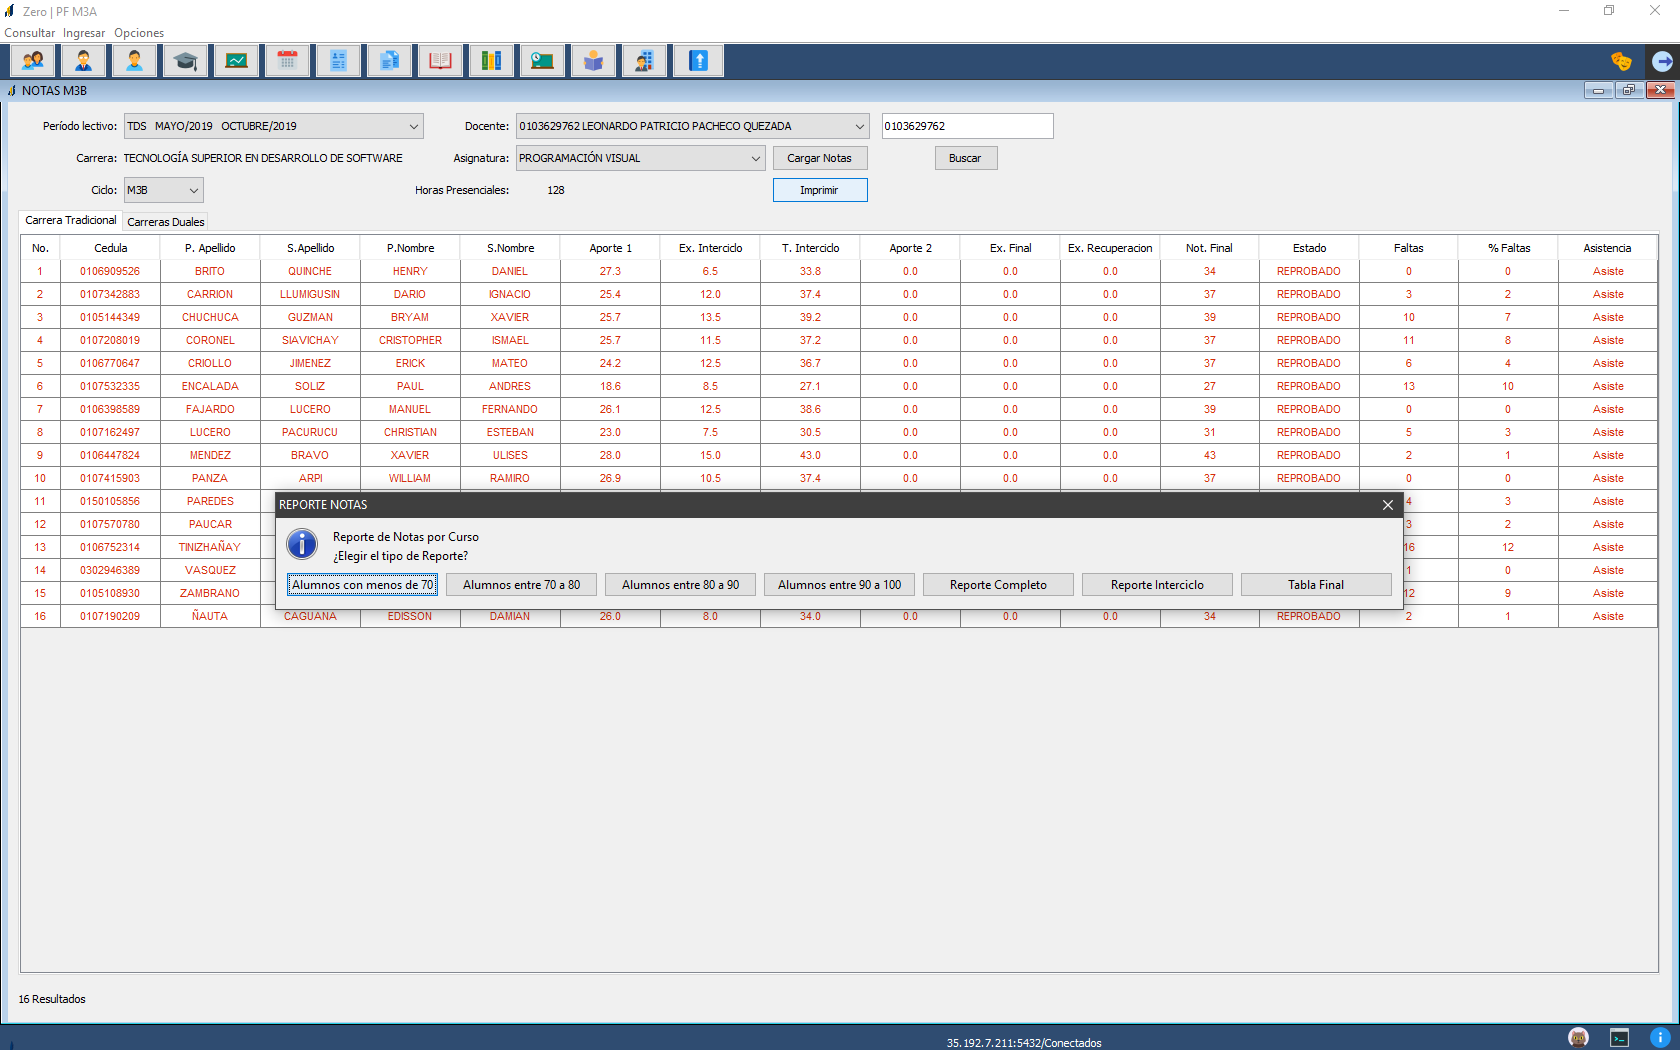 Zero | PF M3A
Consultar Ingresar Opciones
NOTAS M3B
Período lectivo: TDS MAYO/2019 OCTUBRE/2019 Docente: 0103629762 LEONARDO PATRICIO PACHECO QUEZADA 0103629762
Carrera: TECNOLOGÍA SUPERIOR EN DESARROLLO DE SOFTWARE Asignatura: PROGRAMACIÓN VISUAL Cargar Notas Buscar
Ciclo: M3B Horas Presenciales: 128 Imprimir
Carrera Tradicional Carreras Duales
No. Cedula P. Apellido S.Apellido P.Nombre S.Nombre Aporte 1 Ex. Interciclo T. Interciclo Aporte 2 Ex. Final Ex. Recuperacion Not. Final Estado Faltas % Faltas Asistencia
1 0106909526 BRITO QUINCHE HENRY DANIEL 27.3 6.5 33.8 0.0 0.0 0.0 34 REPROBADO 0 0 Asiste
2 0107342883 CARRION LLUMIGUSIN DARIO IGNACIO 25.4 12.0 37.4 0.0 0.0 0.0 37 REPROBADO 3 2 Asiste
3 0105144349 CHUCHUCA GUZMAN BRYAM XAVIER 25.7 13.5 39.2 0.0 0.0 0.0 39 REPROBADO 10 7 Asiste
4 0107208019 CORONEL SIAVICHAY CRISTOPHER ISMAEL 25.7 11.5 37.2 0.0 0.0 0.0 37 REPROBADO 11 8 Asiste
5 0106770647 CRIOLLO JIMENEZ ERICK MATEO 24.2 12.5 36.7 0.0 0.0 0.0 37 REPROBADO 6 4 Asiste
6 0107532335 ENCALADA SOLIZ PAUL ANDRES 18.6 8.5 27.1 0.0 0.0 0.0 27 REPROBADO 13 10 Asiste
7 0106398589 FAJARDO LUCERO MANUEL FERNANDO 26.1 12.5 38.6 0.0 0.0 0.0 39 REPROBADO 0 0 Asiste
8 0107162497 LUCERO PACURUCU CHRISTIAN ESTEBAN 23.0 7.5 30.5 0.0 0.0 0.0 31 REPROBADO 5 3 Asiste
9 0106447824 MENDEZ BRAVO XAVIER ULISES 28.0 15.0 43.0 0.0 0.0 0.0 43 REPROBADO 2 1 Asiste
10 0107415903 PANZA ARPI WILLIAM RAMIRO 26.9 10.5 37.4 0.0 0.0 0.0 37 REPROBADO 0 0 Asiste
11 0150105856 PAREDES 4 3 Asiste
12 0107570780 PAUCAR 3 2 Asiste
13 0106752314 TINIZHAÑAY 16 12 Asiste
14 0302946389 VASQUEZ 1 0 Asiste
15 0105108930 ZAMBRANO 12 9 Asiste
16 0107190209 ÑAUTA CAGUANA EDISSON DAMIAN 26.0 8.0 34.0 0.0 0.0 0.0 34 REPROBADO 2 1 Asiste
REPORTE NOTAS
Reporte de Notas por Curso
¿Elegir el tipo de Reporte?
Alumnos con menos de 70 Alumnos entre 70 a 80 Alumnos entre 80 a 90 Alumnos entre 90 a 100 Reporte Completo Reporte Interciclo Tabla Final
16 Resultados
35.192.7.211:5432/Conectados